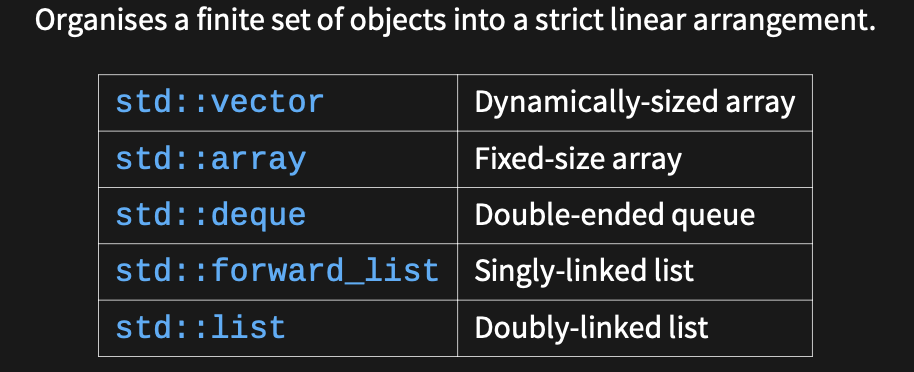 Organises a finite set of objects into a strict linear arrangement.
std::vector Dynamically-sized array
std::array Fixed-size array
std::deque Double-ended queue
std::forward_list Singly-linked list
std::list Doubly-linked list